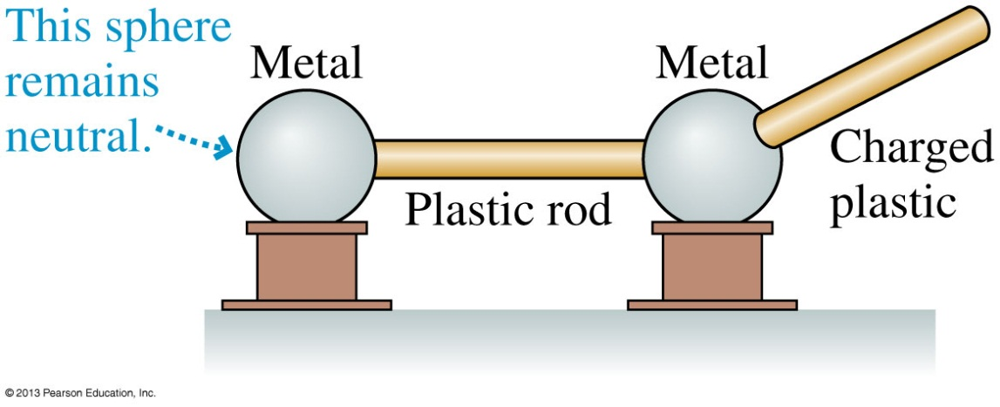 This sphere
remains
neutral.
Metal
Metal
Plastic rod
Charged
plastic
© 2013 Pearson Education, Inc.